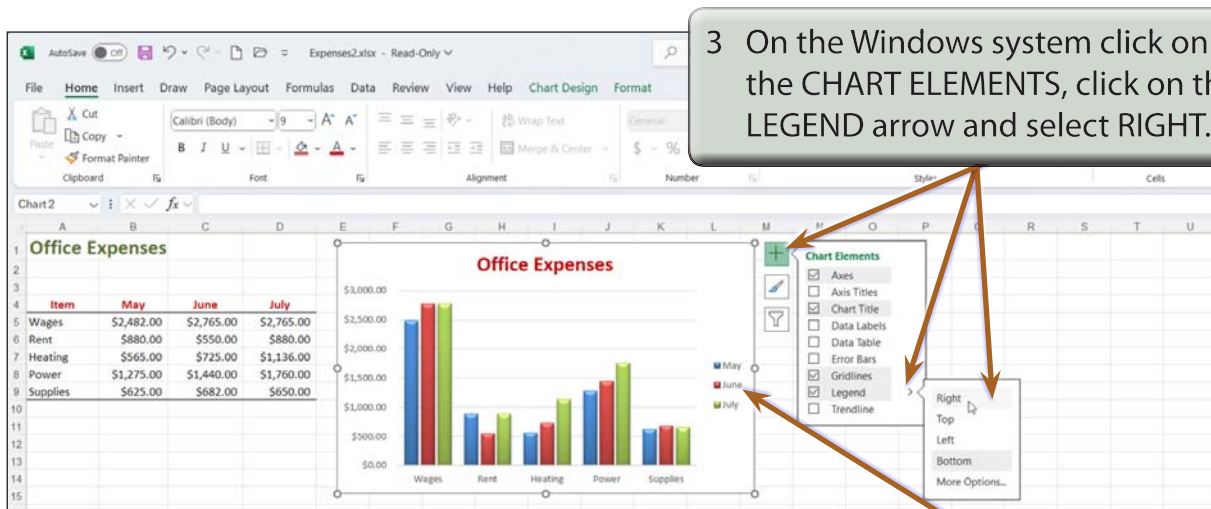 AutoSave Off Expenses2.xlsx - Read-Only
3 On the Windows system click on
the CHART ELEMENTS, click on th
LEGEND arrow and select RIGHT.
File Home Insert Draw Page Layout Formulas Data Review View Help Chart Design Format
Cut
Copy
Format Painter
Paste
Calibri (Body) 9 A A
B I U A
Wrap Text
Merge & Center
General
$ %
Clipboard Font Alignment Number Styles Cells
Chart2 fx
A B C D E F G H I J K L M N O P Q R S T U
1 Office Expenses
2
3
4 Item May June July
5 Wages $2,482.00 $2,765.00 $2,765.00
6 Rent $880.00 $550.00 $880.00
7 Heating $565.00 $725.00 $1,136.00
8 Power $1,275.00 $1,440.00 $1,760.00
9 Supplies $625.00 $682.00 $650.00
10
11
12
13
14
15
Office Expenses
$3,000.00
$2,500.00
$2,000.00
$1,500.00
$1,000.00
$500.00
$0.00
Wages Rent Heating Power Supplies
May
June
July
Chart Elements
Axes
Axis Titles
Chart Title
Data Labels
Data Table
Error Bars
Gridlines
Legend
Trendline
Right
Top
Left
Bottom
More Options...